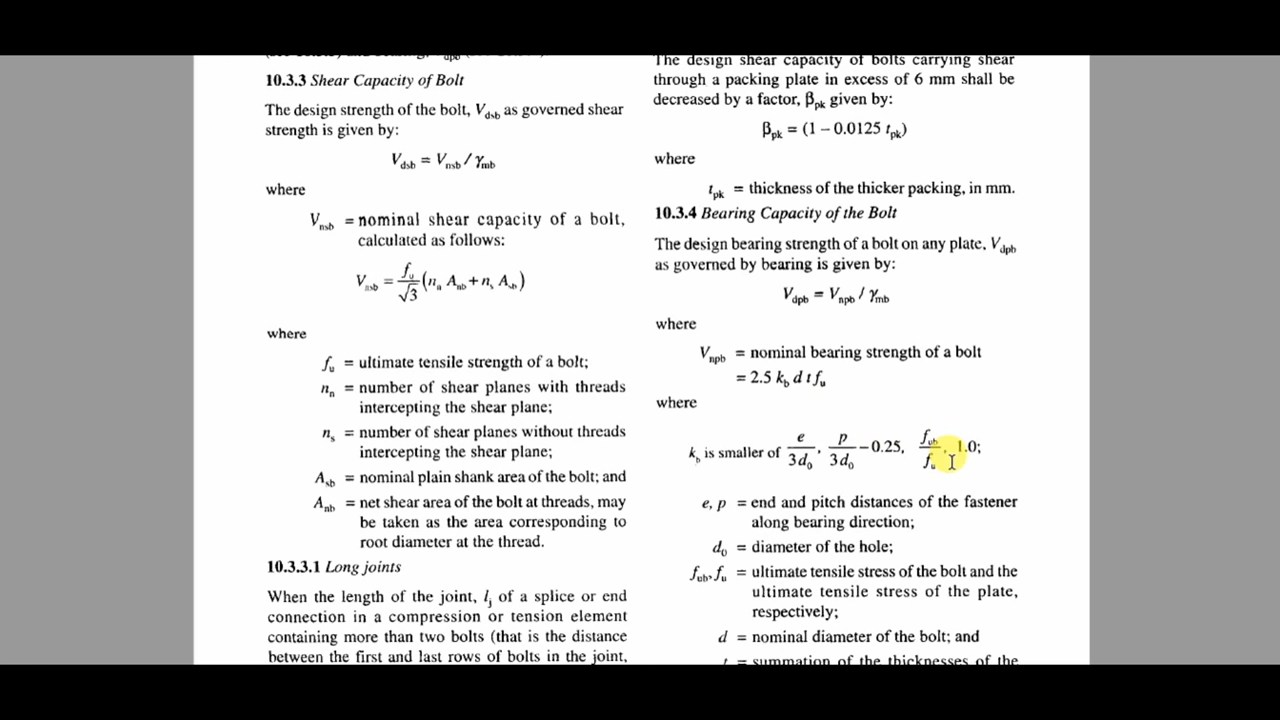 10.3.3 Shear Capacity of Bolt
The design strength of the bolt, V_dsb as governed shear
strength is given by:
V_dsb = V_nsb / γ_mb
where
V_nsb = nominal shear capacity of a bolt,
calculated as follows:
V_nsb = f_u/√3 (n_n A_nb + n_s A_sb)
where
f_u = ultimate tensile strength of a bolt;
n_n = number of shear planes with threads
intercepting the shear plane;
n_s = number of shear planes without threads
intercepting the shear plane;
A_sb = nominal plain shank area of the bolt; and
A_nb = net shear area of the bolt at threads, may
be taken as the area corresponding to
root diameter at the thread.
10.3.3.1 Long joints
When the length of the joint, l_j of a splice or end
connection in a compression or tension element
containing more than two bolts (that is the distance
between the first and last rows of bolts in the joint,
The design shear capacity of bolts carrying shear
through a packing plate in excess of 6 mm shall be
decreased by a factor, β_pk given by:
β_pk = (1 – 0.0125 t_pk)
where
t_pk = thickness of the thicker packing, in mm.
10.3.4 Bearing Capacity of the Bolt
The design bearing strength of a bolt on any plate, V_dpb
as governed by bearing is given by:
V_dpb = V_npb / γ_mb
where
V_npb = nominal bearing strength of a bolt
= 2.5 k_b d t f_u
where
k_b is smaller of e/3d_0, p/3d_0 – 0.25, f_ub/f_u, 1.0;
e, p = end and pitch distances of the fastener
along bearing direction;
d_0 = diameter of the hole;
f_ub, f_u = ultimate tensile stress of the bolt and the
ultimate tensile stress of the plate,
respectively;
d = nominal diameter of the bolt; and
t = summation of the thicknesses of the